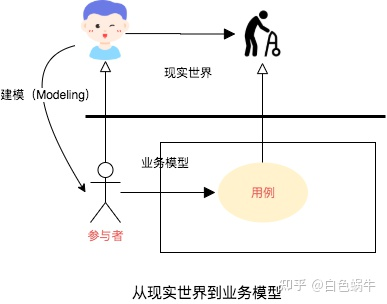 现实世界
建模（Modeling）
业务模型
用例
参与者
从现实世界到业务模型
知乎 @白色蜗牛